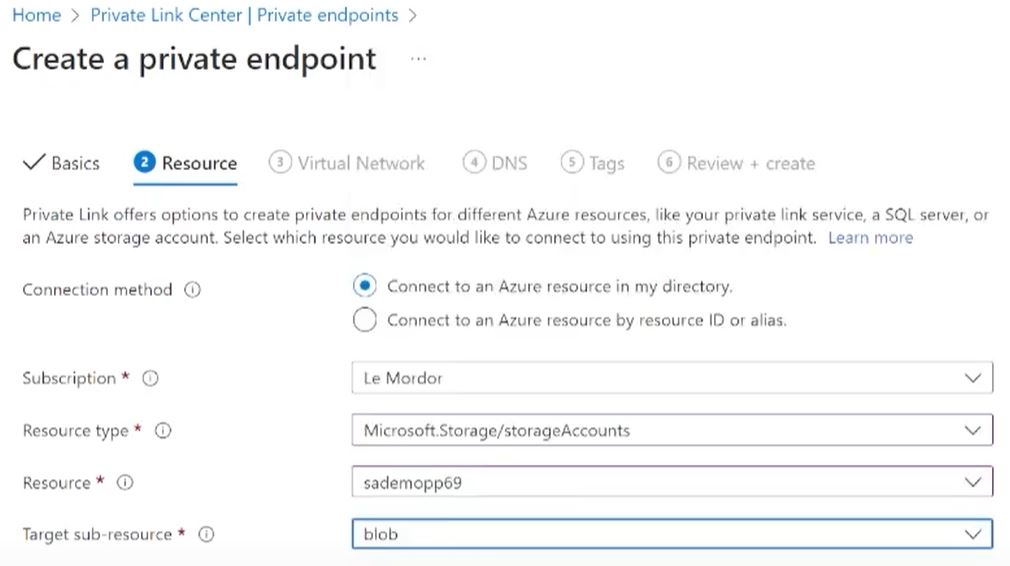 Home > Private Link Center | Private endpoints >
Create a private endpoint ...
Basics 2 Resource 3 Virtual Network 4 DNS 5 Tags 6 Review + create
Private Link offers options to create private endpoints for different Azure resources, like your private link service, a SQL server, or
an Azure storage account. Select which resource you would like to connect to using this private endpoint. Learn more
Connection method Connect to an Azure resource in my directory.
Connect to an Azure resource by resource ID or alias.
Subscription * Le Mordor
Resource type * Microsoft.Storage/storageAccounts
Resource * sademopp69
Target sub-resource * blob